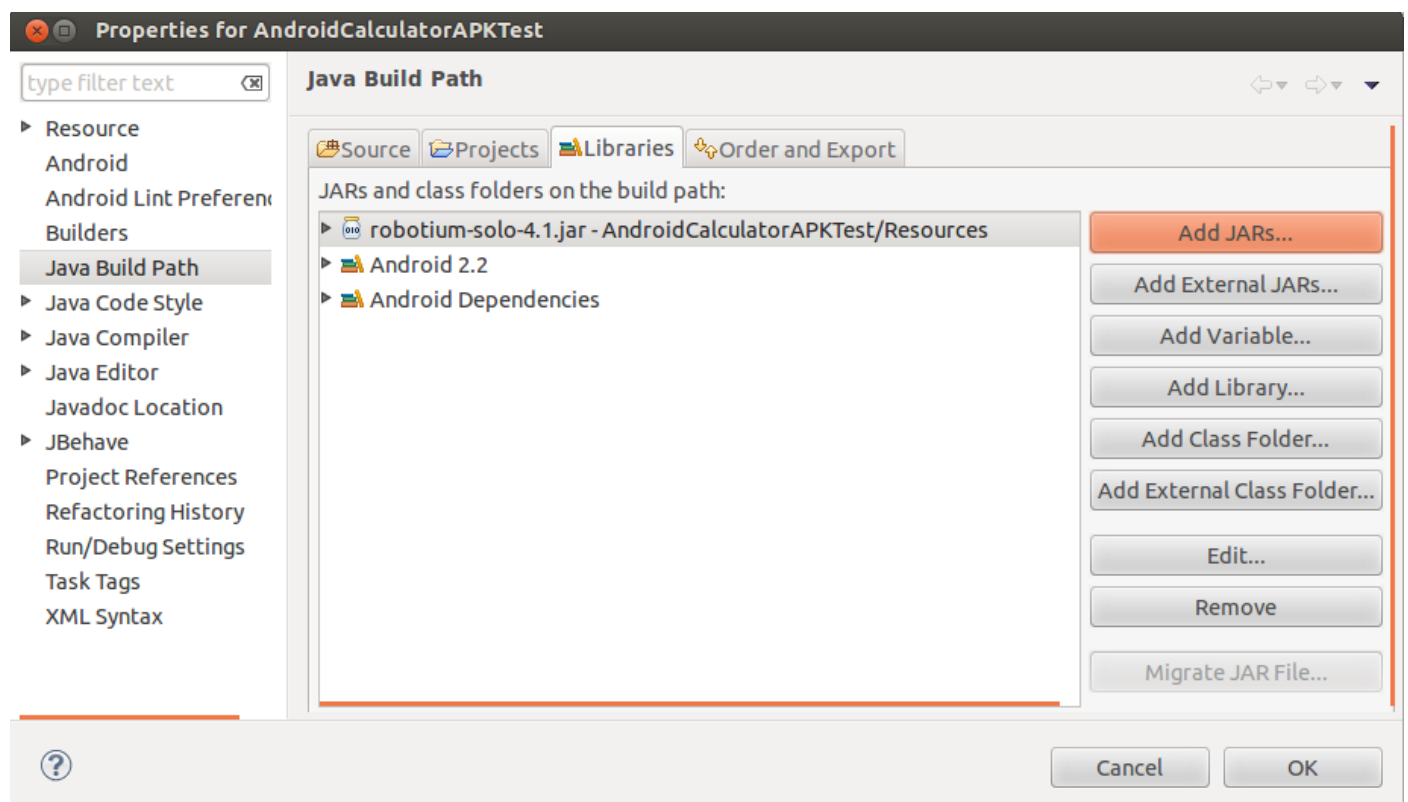 Properties for AndroidCalculatorAPKTest
type filter text
Resource
Android
Android Lint Preferen
Builders
Java Build Path
Java Code Style
Java Compiler
Java Editor
Javadoc Location
JBehave
Project References
Refactoring History
Run/Debug Settings
Task Tags
XML Syntax
Java Build Path
Source Projects Libraries Order and Export
JARs and class folders on the build path:
robotium-solo-4.1.jar - AndroidCalculatorAPKTest/Resources
Android 2.2
Android Dependencies
Add JARs...
Add External JARs...
Add Variable...
Add Library...
Add Class Folder...
Add External Class Folder...
Edit...
Remove
Migrate JAR File...
Cancel OK